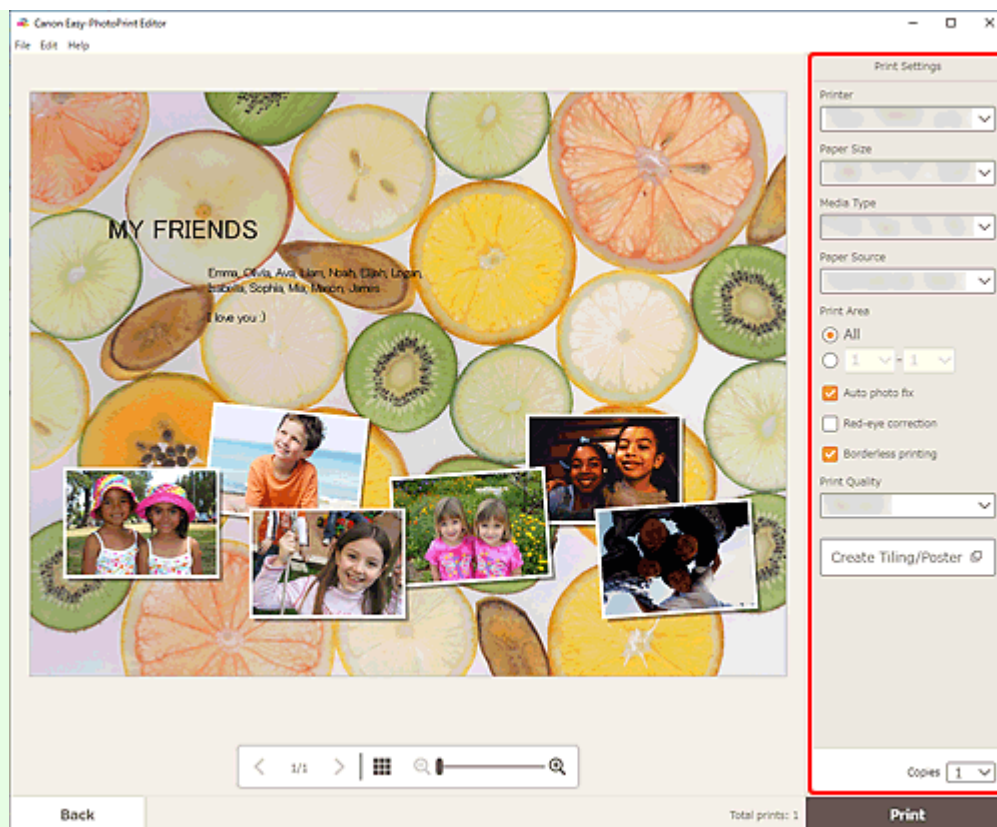 Canon Easy-PhotoPrint Editor
File Edit Help
Print Settings
Printer
Paper Size
Media Type
Paper Source
Print Area
All
1 - 1
Auto photo fix
Red-eye correction
Borderless printing
Print Quality
Create Tiling/Poster
MY FRIENDS
Emma, Olivia, Ava, Liam, Noah, Elijah, Logan,
Isabella, Sophia, Mia, Mason, James
I love you :)
1/1
Copies 1
Back
Total prints: 1
Print